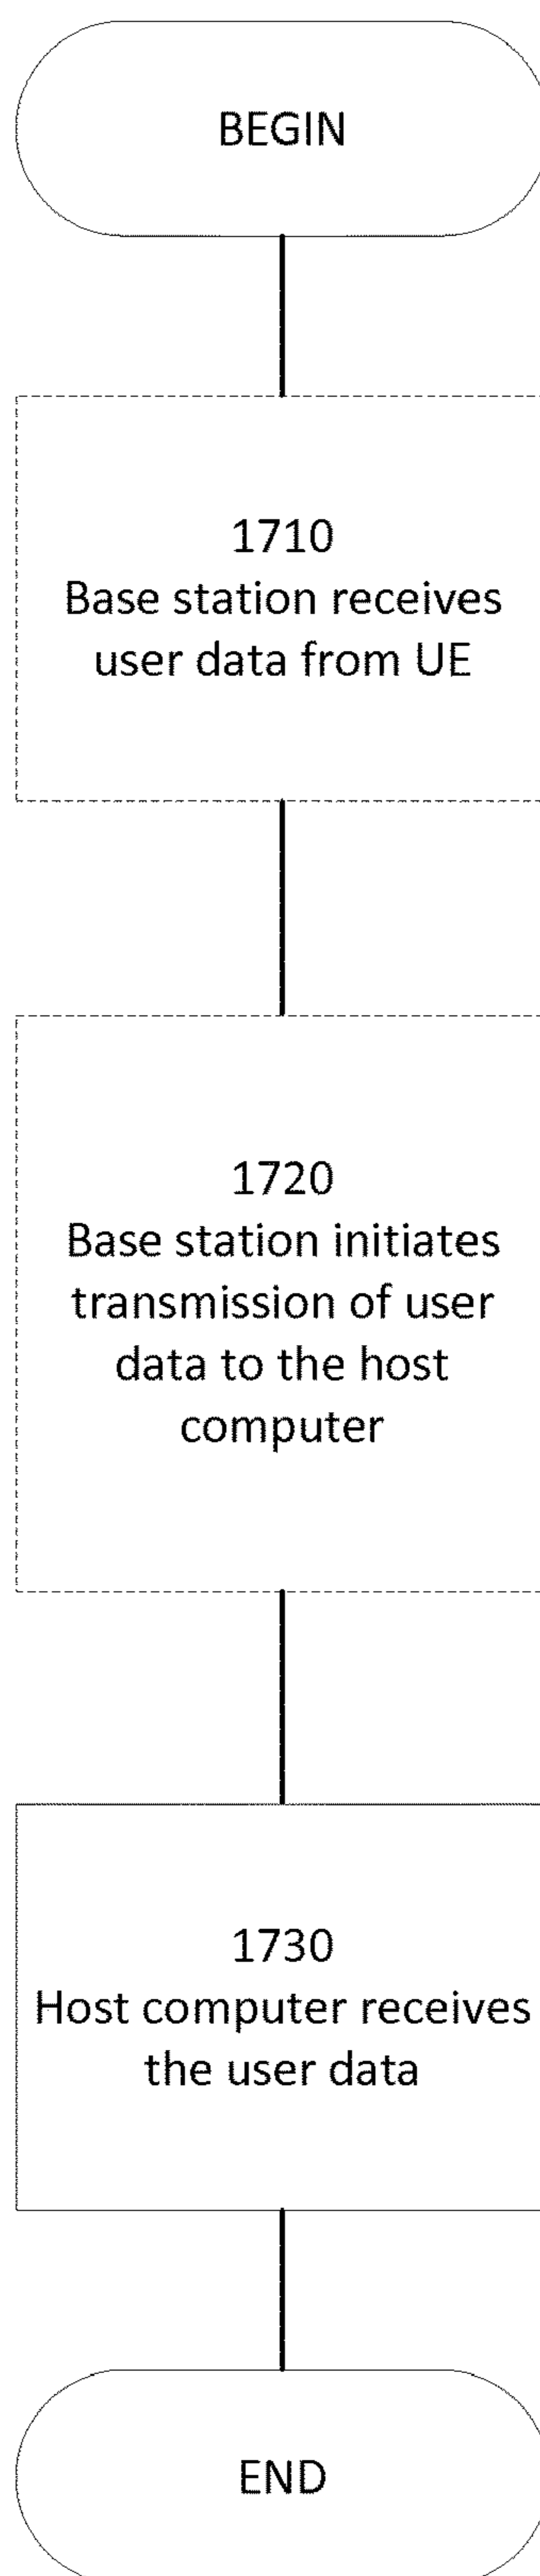 BEGIN
1710
Base station receives
user data from UE
1720
Base station initiates
transmission of user
data to the host
computer
1730
Host computer receives
the user data
END